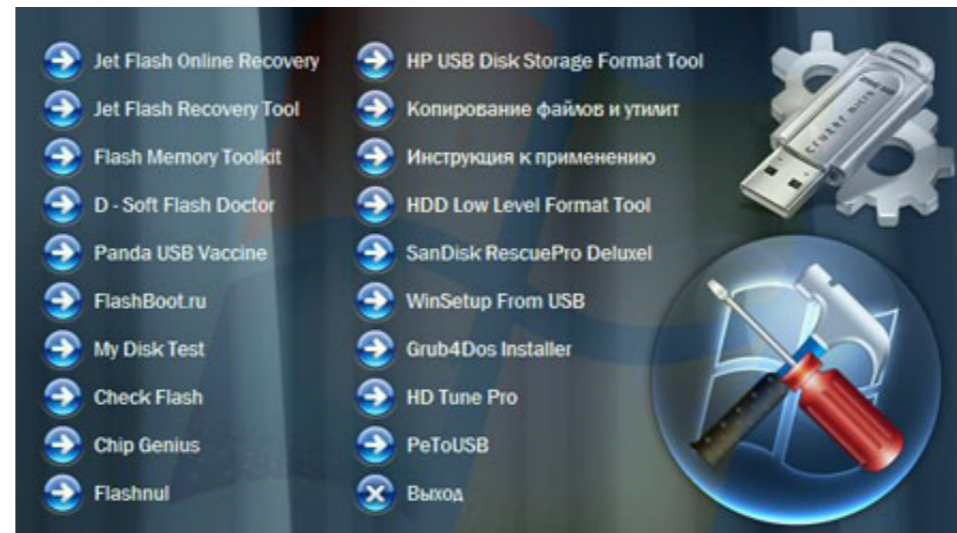 Jet Flash Online Recovery
Jet Flash Recovery Tool
Flash Memory Toolkit
D - Soft Flash Doctor
Panda USB Vaccine
FlashBoot.ru
My Disk Test
Check Flash
Chip Genius
Flashnul
HP USB Disk Storage Format Tool
Копирование файлов и утилит
Инструкция к применению
HDD Low Level Format Tool
SanDisk RescuePro Deluxel
WinSetup From USB
Grub4Dos Installer
HD Tune Pro
PeToUSB
Выход
cruzer micro